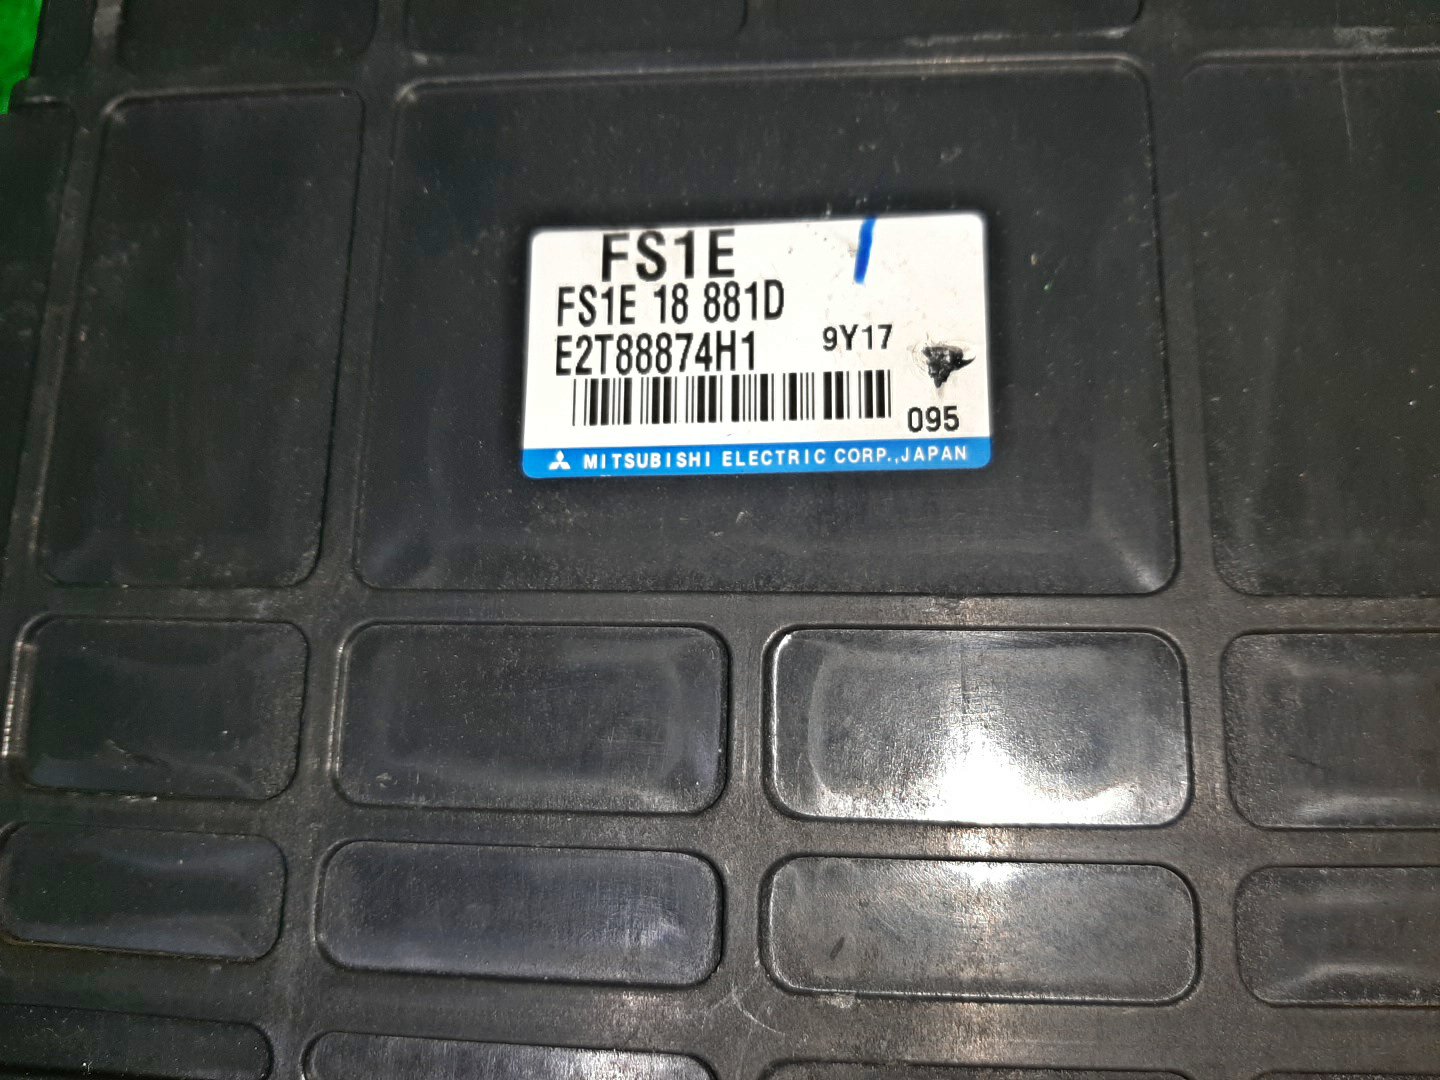 FS1E
FS1E 18 881D
E2T88874H1 9Y17
095
MITSUBISHI ELECTRIC CORP.,JAPAN